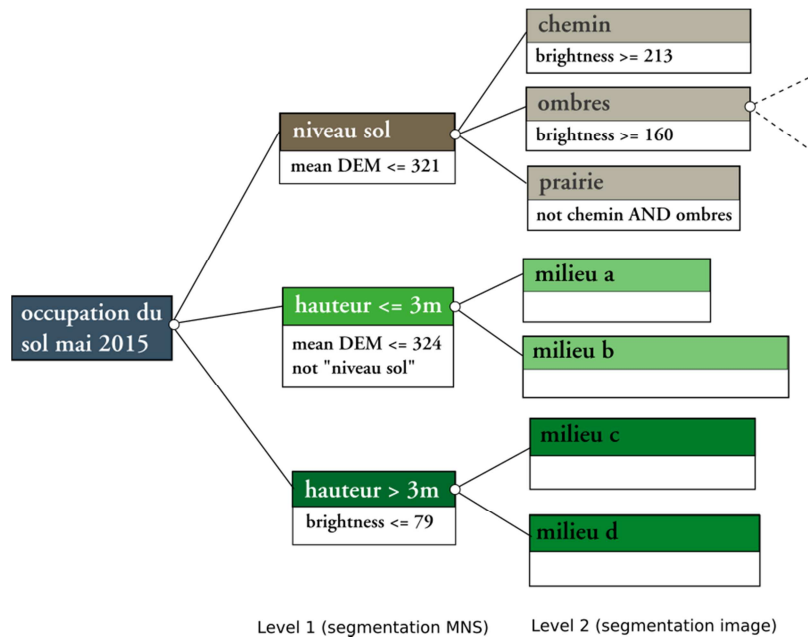 chemin
brightness >= 213
ombres
brightness >= 160
prairie
not chemin AND ombres
niveau sol
mean DEM <= 321
occupation du
sol mai 2015
hauteur <= 3m
mean DEM <= 324
not "niveau sol"
milieu a
milieu b
hauteur > 3m
brightness <= 79
milieu c
milieu d
Level 1 (segmentation MNS)
Level 2 (segmentation image)